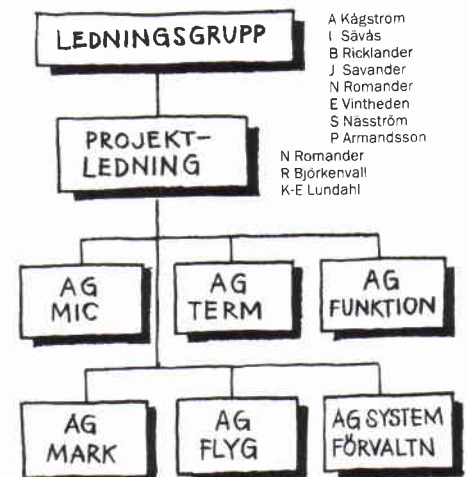 LEDNINGSGRUPP
A Kågstrom
I Sävås
B Ricklander
J Savander
N Romander
E Vintheden
S Näsström
P Armandsson
PROJEKT-
LEDNING
N Romander
R Björkenvall
K-E Lundahl
AG
MIC
AG
TERM
AG
FUNKTION
AG
MARK
AG
FLYG
AG SYSTEM
FÖRVALTN